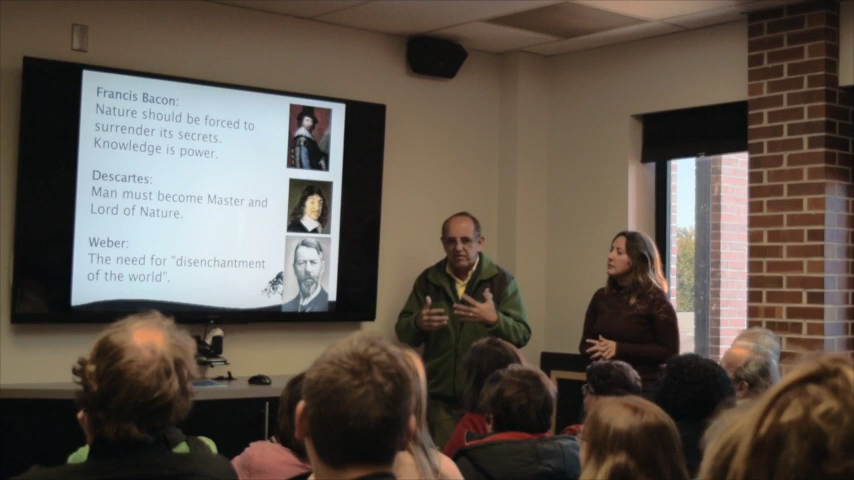 Francis Bacon:
Nature should be forced to
surrender its secrets.
Knowledge is power.
Descartes:
Man must become Master and
Lord of Nature.
Weber:
The need for "disenchantment
of the world".